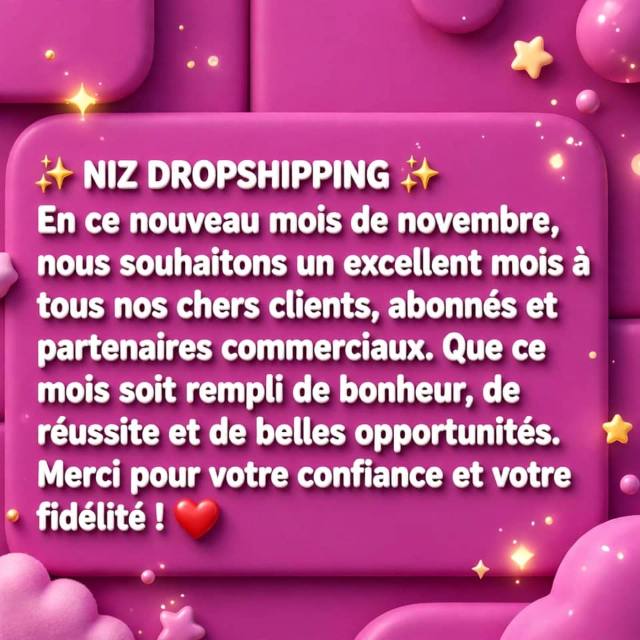 ✨ NIZ DROPSHIPPING ✨
En ce nouveau mois de novembre,
nous souhaitons un excellent mois à
tous nos chers clients, abonnés et
partenaires commerciaux. Que ce
mois soit rempli de bonheur, de
réussite et de belles opportunités.
Merci pour votre confiance et votre
fidélité ! ❤️